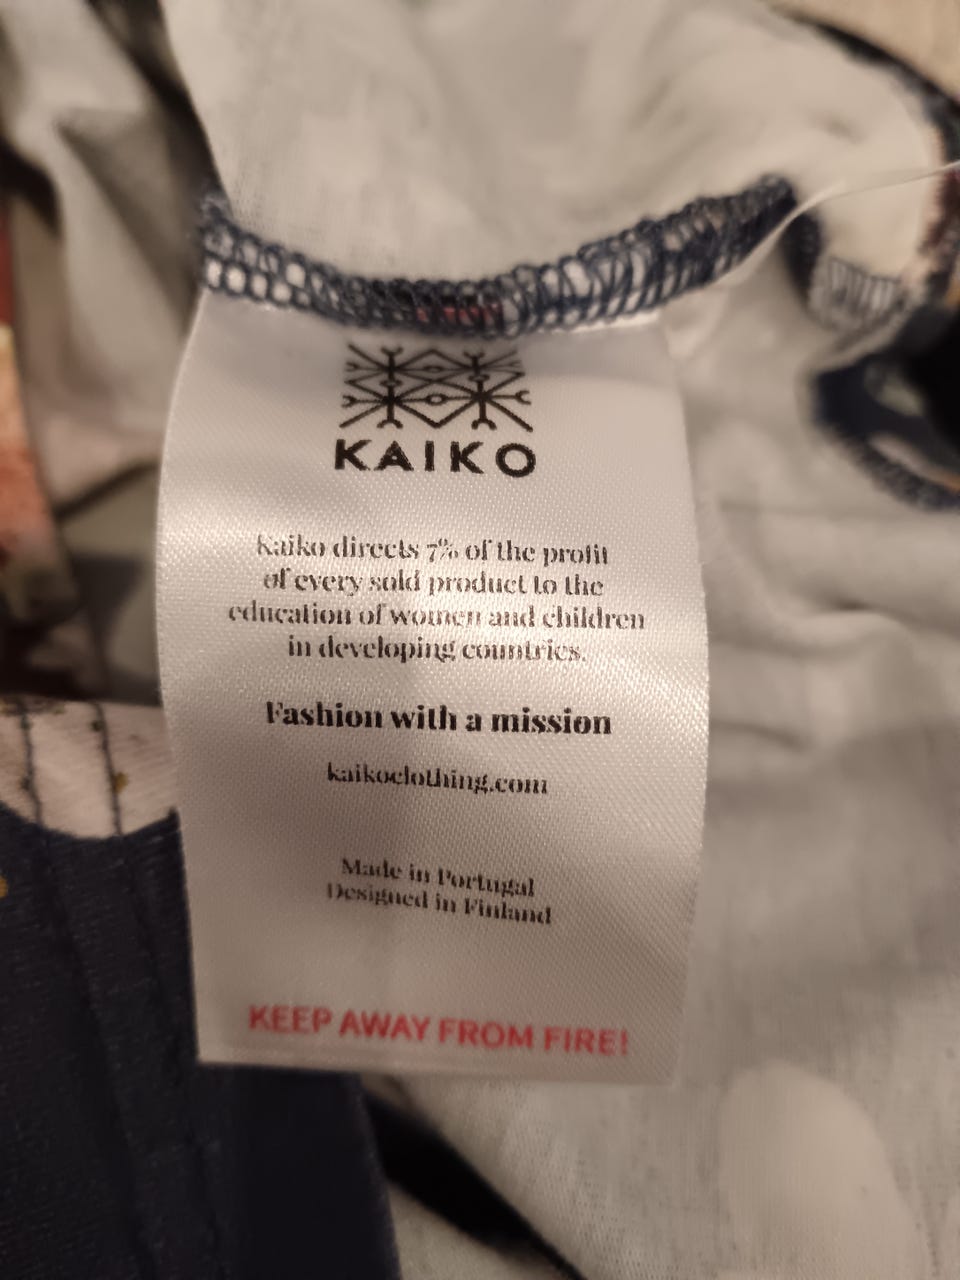 KAIKO
Kaiko directs 7% of the profit
of every sold product to the
education of women and children
in developing countries.
Fashion with a mission
kaikoclothing.com
Made in Portugal
Designed in Finland
KEEP AWAY FROM FIRE!